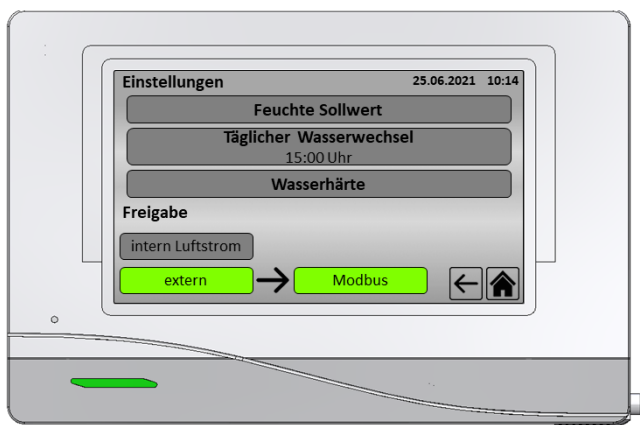 Einstellungen 25.06.2021 10:14
Feuchte Sollwert
Täglicher Wasserwechsel
15:00 Uhr
Wasserhärte
Freigabe
intern Luftstrom
extern Modbus